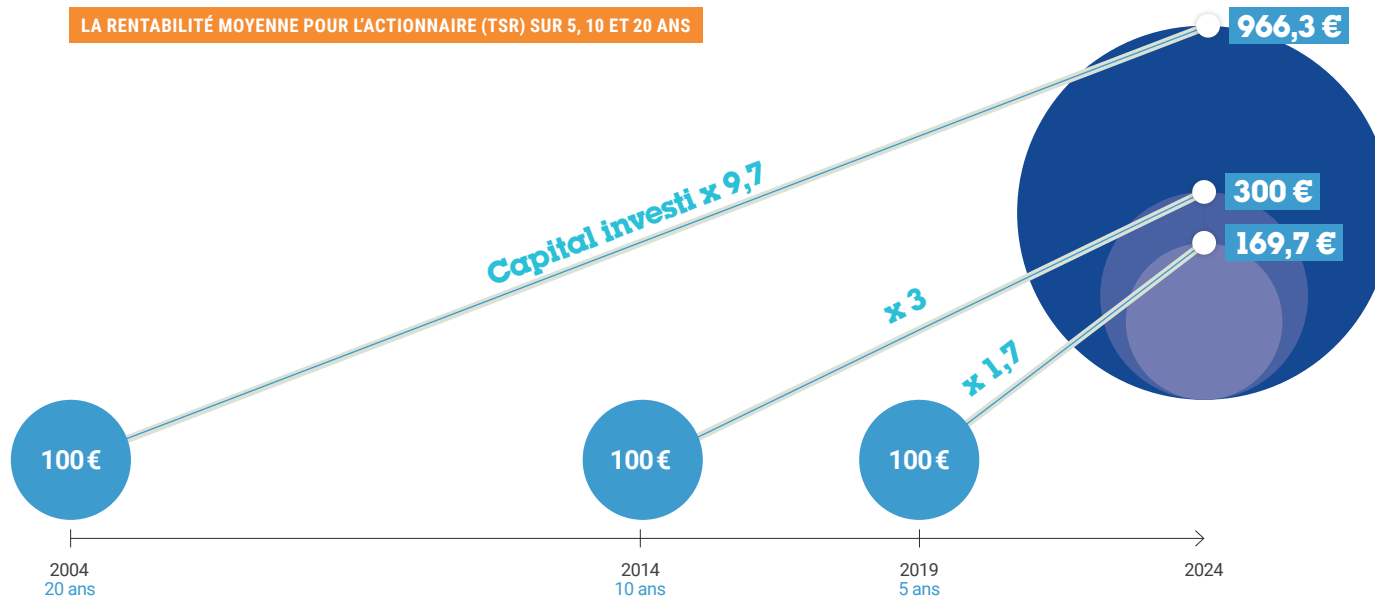 LA RENTABILITÉ MOYENNE POUR L'ACTIONNAIRE (TSR) SUR 5, 10 ET 20 ANS
966,3 €
Capital investi x 9,7
300 €
169,7 €
x 3
x 1,7
100 €
100 €
100 €
2004
20 ans
2014
10 ans
2019
5 ans
2024